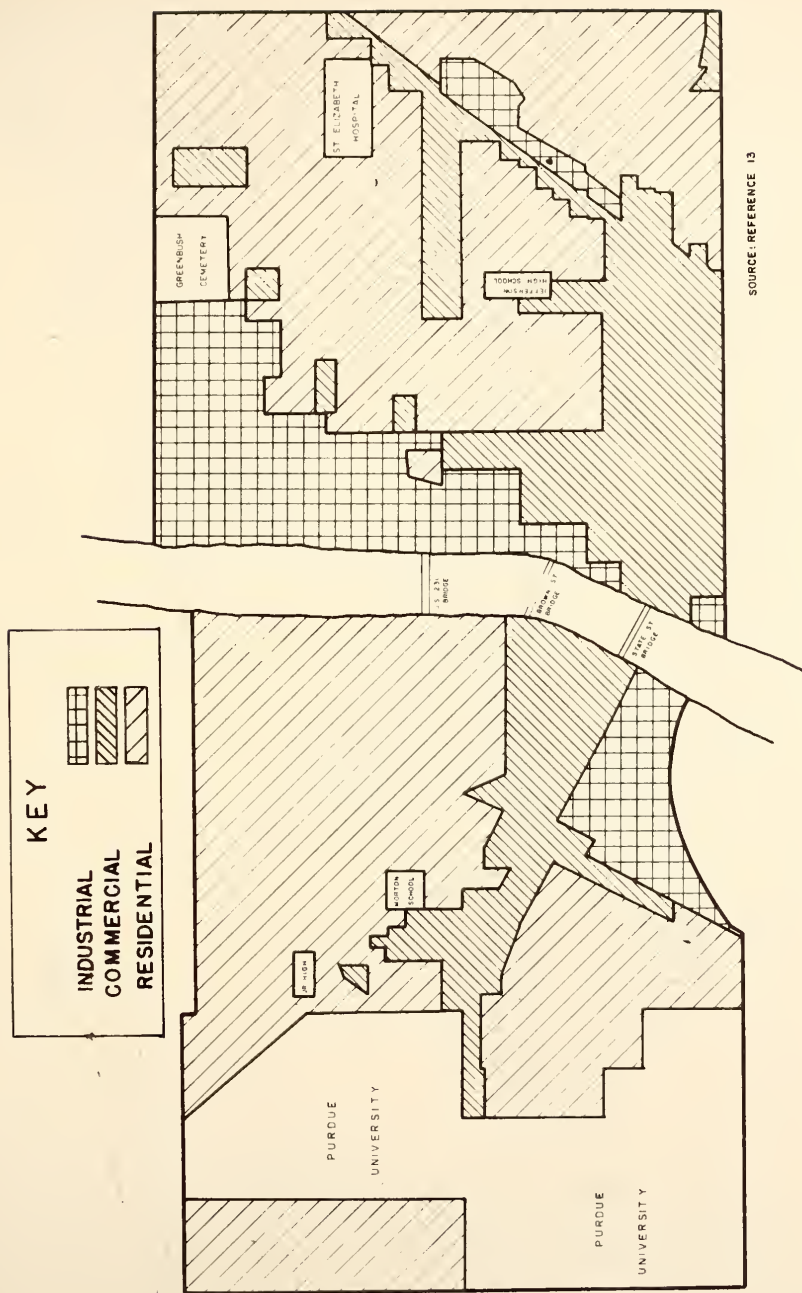 KEY
INDUSTRIAL
COMMERCIAL
RESIDENTIAL
GREENBUSH
CEMETERY
ST. ELIZABETH
HOSPITAL
JEFFERSON
HIGH SCHOOL
U.S. 231
BRIDGE
BROWN ST.
BRIDGE
STATE ST.
BRIDGE
MORTON
SCHOOL
JR HIGH
PURDUE
UNIVERSITY
PURDUE
UNIVERSITY
SOURCE: REFERENCE 13